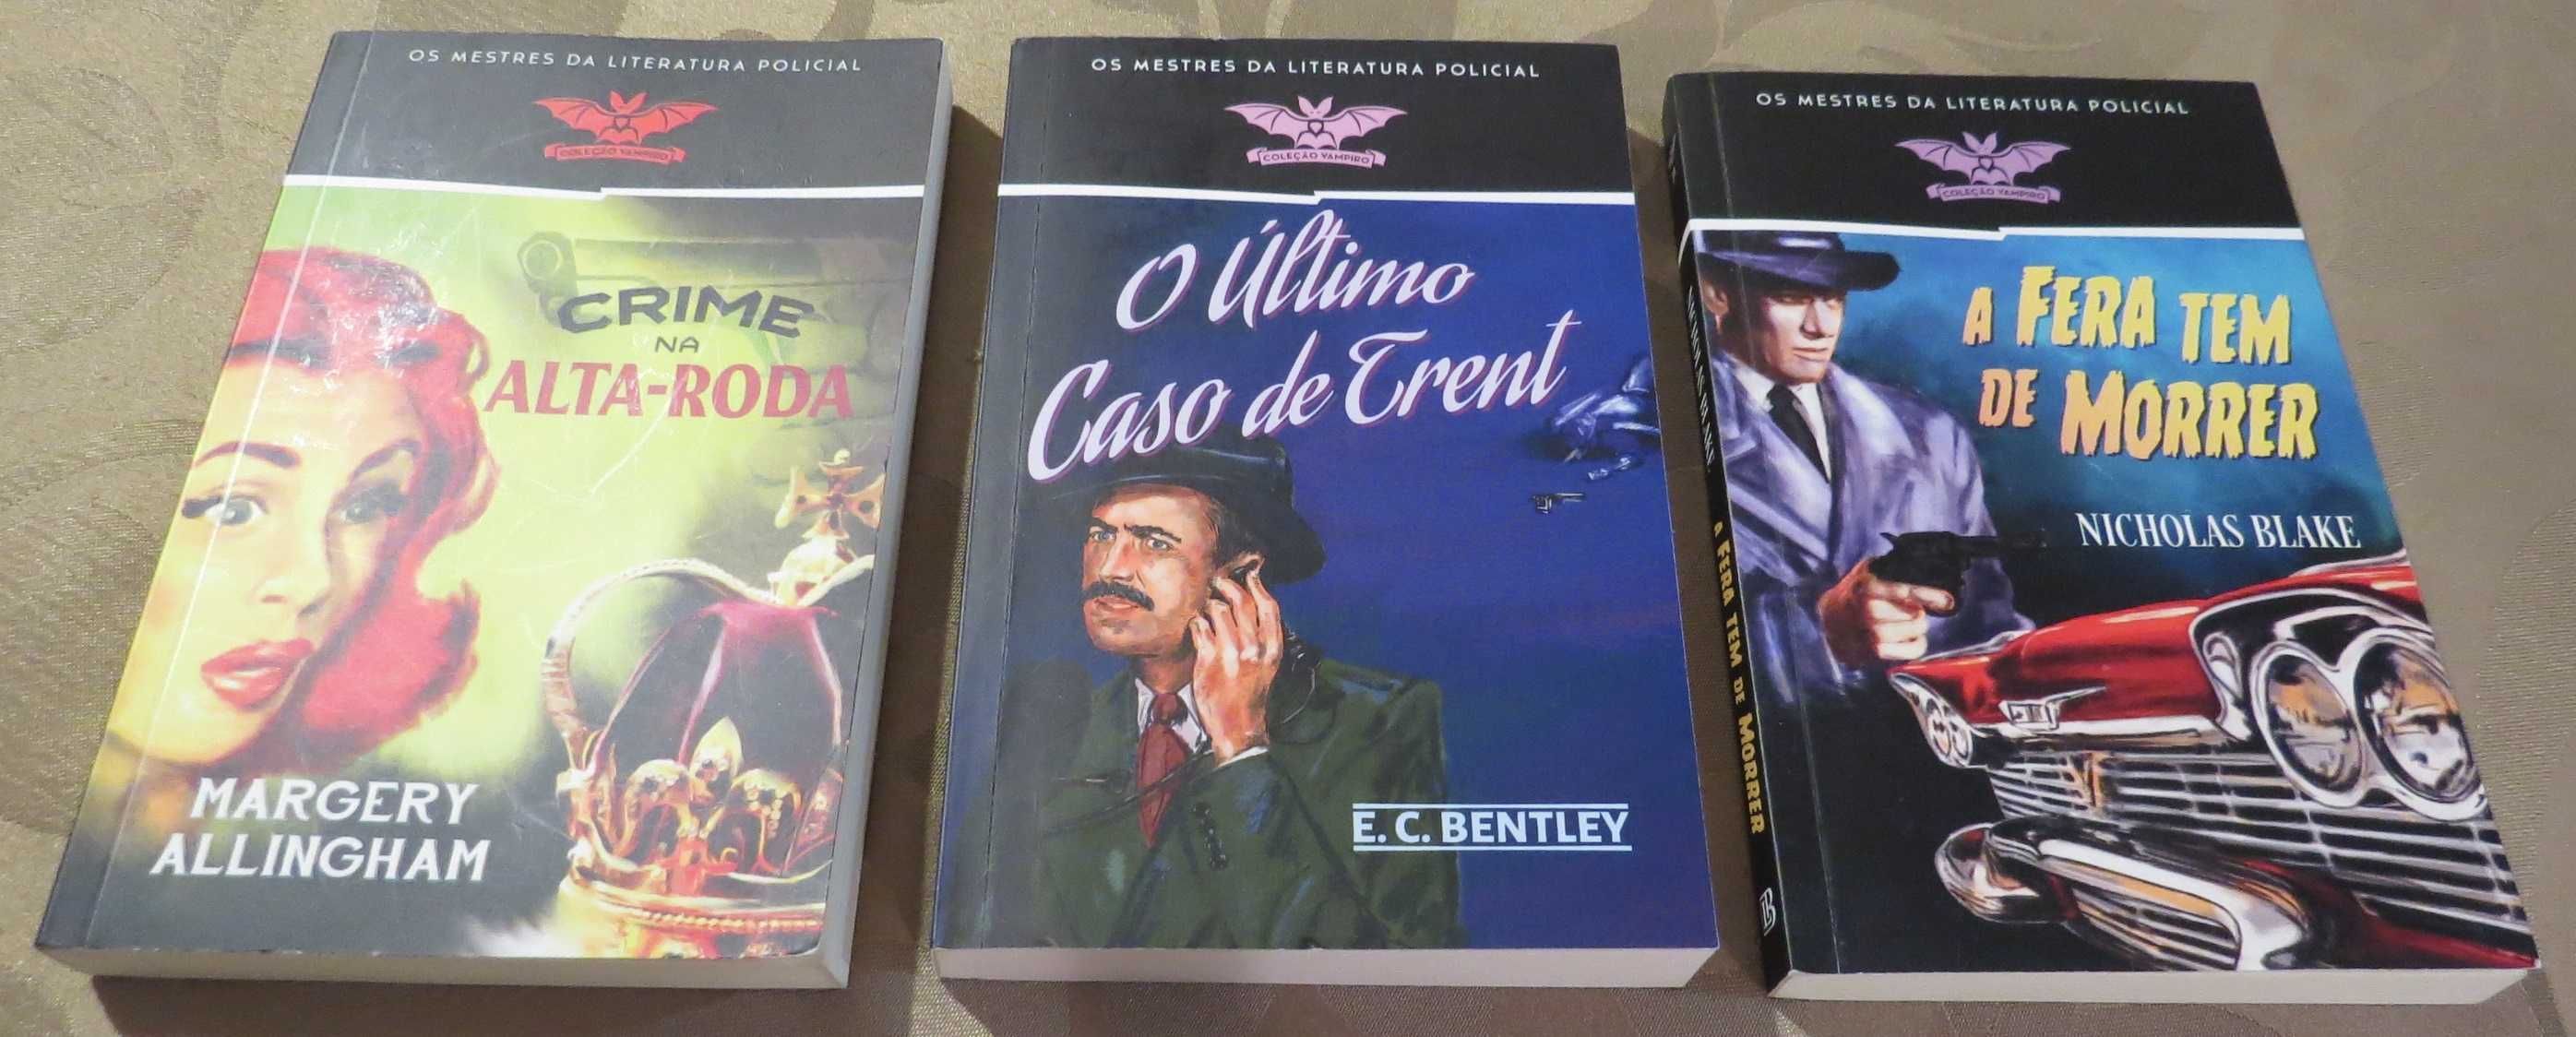 OS MESTRES DA LITERATURA POLICIAL
COLEÇÃO VAMPIRO
CRIME
NA
ALTA-RODA
MARGERY
ALLINGHAM
OS MESTRES DA LITERATURA POLICIAL
COLEÇÃO VAMPIRO
O Último
Caso de Trent
E. C. BENTLEY
OS MESTRES DA LITERATURA POLICIAL
COLEÇÃO VAMPIRO
A FERA TEM
DE MORRER
NICHOLAS BLAKE
NICHOLAS BLAKE A FERA TEM DE MORRER